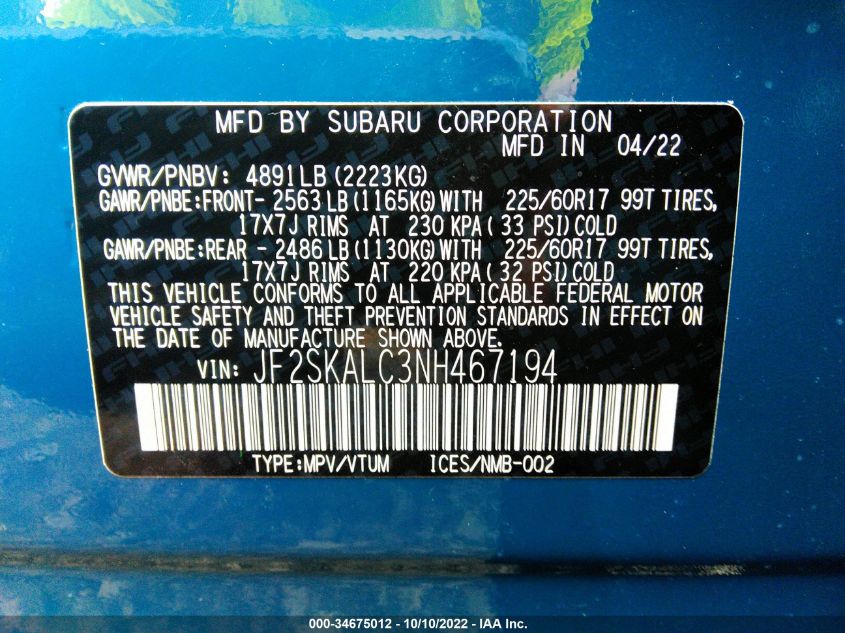 MFD BY SUBARU CORPORATION
MFD IN 04/22
GVWR/PNBV: 4891LB (2223KG)
GAWR/PNBE:FRONT- 2563 LB (1165KG) WITH 225/60R17 99T TIRES,
17X7J RIMS AT 230 KPA ( 33 PSI) COLD
GAWR/PNBE:REAR - 2486 LB (1130KG) WITH 225/60R17 99T TIRES,
17X7J RIMS AT 220 KPA ( 32 PSI) COLD
THIS VEHICLE CONFORMS TO ALL APPLICABLE FEDERAL MOTOR
VEHICLE SAFETY AND THEFT PREVENTION STANDARDS IN EFFECT ON
THE DATE OF MANUFACTURE SHOWN ABOVE.
VIN: JF2SKALC3NH467194
TYPE:MPV/VTUM ICES/NMB-002
000-34675012 - 10/10/2022 - IAA Inc.